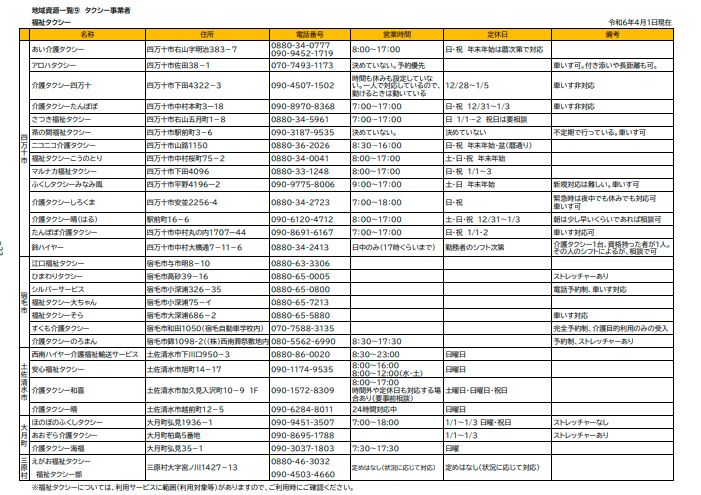 地域資源一覧⑨ タクシー事業者
福祉タクシー 令和6年4月1日現在
名称 住所 電話番号 営業時間 定休日 備考
四万十市
あい介護タクシー 四万十市右山字明治383-7 0880-34-0777 090-9452-1719 8:00~17:00 日・祝 年末年始は暦次第で対応
アロハタクシー 四万十市佐田38-1 070-7493-1173 決めていない。予約優先 車いす可。付き添いや長距離も可。
介護タクシー四万十 四万十市下田4322-3 090-4507-1502 時間も休みも設定していない。一人で対応しているので、動けるときは動いている 12/28~1/5 車いす非対応
介護タクシーたんぽぽ 四万十市中村本町3-18 090-8970-8368 7:00~17:00 日・祝 12/31~1/3 車いす非対応
さつき福祉タクシー 四万十市右山五月町1-8 0880-34-5961 7:00~17:00 日 1/1~2 祝日は要相談
茶の間福祉タクシー 四万十市駅前町3-6 090-3187-9535 決めていない。 決めていない 不定期で行っている。車いす可
ニコニコ介護タクシー 四万十市山路1150 0880-36-2026 8:30~16:00 日・祝 年末年始・盆(暦通り)
福祉タクシーこうのとり 四万十市中村桜町75-2 0880-34-0041 8:00~17:00 土・日・祝 年末年始
マルナカ福祉タクシー 四万十市下田4096 0880-33-1248 8:00~17:00 日・祝 1/1~3
ふくしタクシーみなみ風 四万十市平野4196-2 090-9775-8006 9:00~17:00 土・日 年末年始 新規対応は難しい。車いす可
介護タクシーしろくま 四万十市安並2256-4 0880-34-2723 7:00~18:00 日・祝 緊急時は夜中でも休みでも対応可 車いす可
介護タクシー晴(はる) 駅前町16-6 090-6120-4712 8:00~17:00 土・日・祝 12/31~1/3 朝は少し早いくらいであれば相談可
たんぽぽ介護タクシー 四万十市中村丸の内1707-44 090-8691-6167 7:00~17:00 日・祝 1/1・2 車いす対応可
鈴ハイヤー 四万十市中村大橋通7-11-6 0880-34-2413 日中のみ(17時くらいまで) 勤務者のシフト次第 介護タクシー1台、資格持った者が1人。その人のシフトによるが、相談で可
宿毛市
江口福祉タクシー 宿毛市与市明8-10 0880-63-3306
ひまわりタクシー 宿毛市高砂39-16 0880-65-0005 ストレッチャーあり
シルバーサービス 宿毛市小深浦326-35 0880-65-0800 電話予約制、車いす対応
福祉タクシー大ちゃん 宿毛市小深浦75-イ 0880-65-7213
福祉タクシーそら 宿毛市大深浦686-2 0880-65-5880 車いす対応
すくも介護タクシー 宿毛市和田1050(宿毛自動車学校内) 070-7588-3135 完全予約制、介護目的利用のみの受入
介護タクシーのろまん 宿毛市錦1098-2((株)西南葬祭敷地内) 080-5562-6990 8:30~17:30 予約制、ストレッチャーあり
土佐清水市
西南ハイヤー介護福祉輸送サービス 土佐清水市下川口950-3 0880-86-0020 8:30~23:00 日曜日
安心福祉タクシー 土佐清水市旭町14-17 090-1174-9535 8:00~16:00 8:00~12:00(水・土) 日曜日
介護タクシー和喜 土佐清水市加久見入沢町10-9 1F 090-1572-8309 8:00~17:00 時間外や定休日も対応する場合あり(要事前相談) 土曜日・日曜日・祝日
介護タクシー晴 土佐清水市越前町12-5 090-6284-8011 24時間対応中 日曜日
大月町
ほのぼのふくしタクシー 大月町弘見1936-1 090-9451-3507 7:00~18:00 1/1~1/3 日曜・祝日 ストレッチャーなし
あおぞら介護タクシー 大月町柏島5番地 090-8695-1788 1/1~1/3 ストレッチャーあり
介護タクシー海福 大月町弘見35-1 090-3037-1803 7:30~17:30 日曜
三原村
えがお福祉タクシー 福祉タクシー郎 三原村大字宮ノ川1427-13 0880-46-3032 090-4503-4660 定めはなし(状況に応じて対応) 定めはなし(状況に応じて対応)
※福祉タクシーについては、利用サービスに範囲(利用対象等)がありますので、ご利用時にご確認ください。